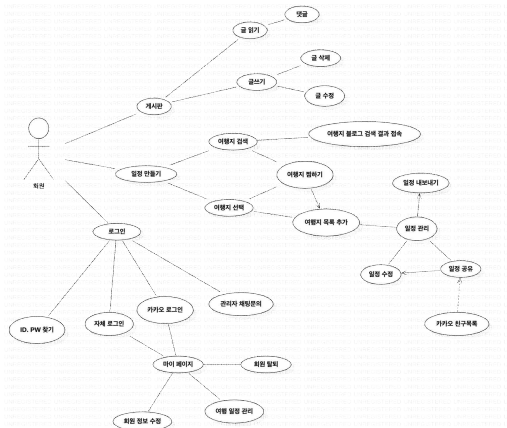 댓글
글 읽기
글 삭제
글쓰기
글 수정
게시판
여행지 검색
여행지 블로그 검색 결과 접속
회원
일정 만들기
여행지 찜하기
일정 내보내기
여행지 선택
여행지 목록 추가
일정 관리
로그인
일정 수정
일정 공유
관리자 채팅문의
카카오 로그인
ID. PW 찾기
자체 로그인
카카오 친구목록
마이 페이지
회원 탈퇴
여행 일정 관리
회원 정보 수정